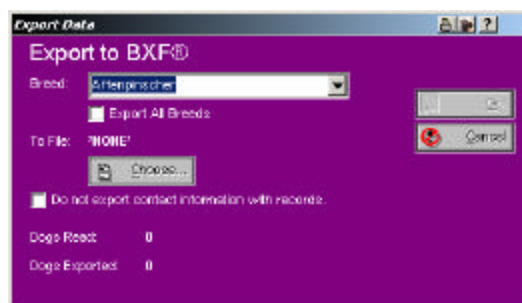 Export Data
Export to BXF®
Breed: Affenpinscher
Export All Breeds
To File: *NONE*
Choose...
Cancel
Do not export contact information with records.
Dogs Read: 0
Dogs Exported: 0